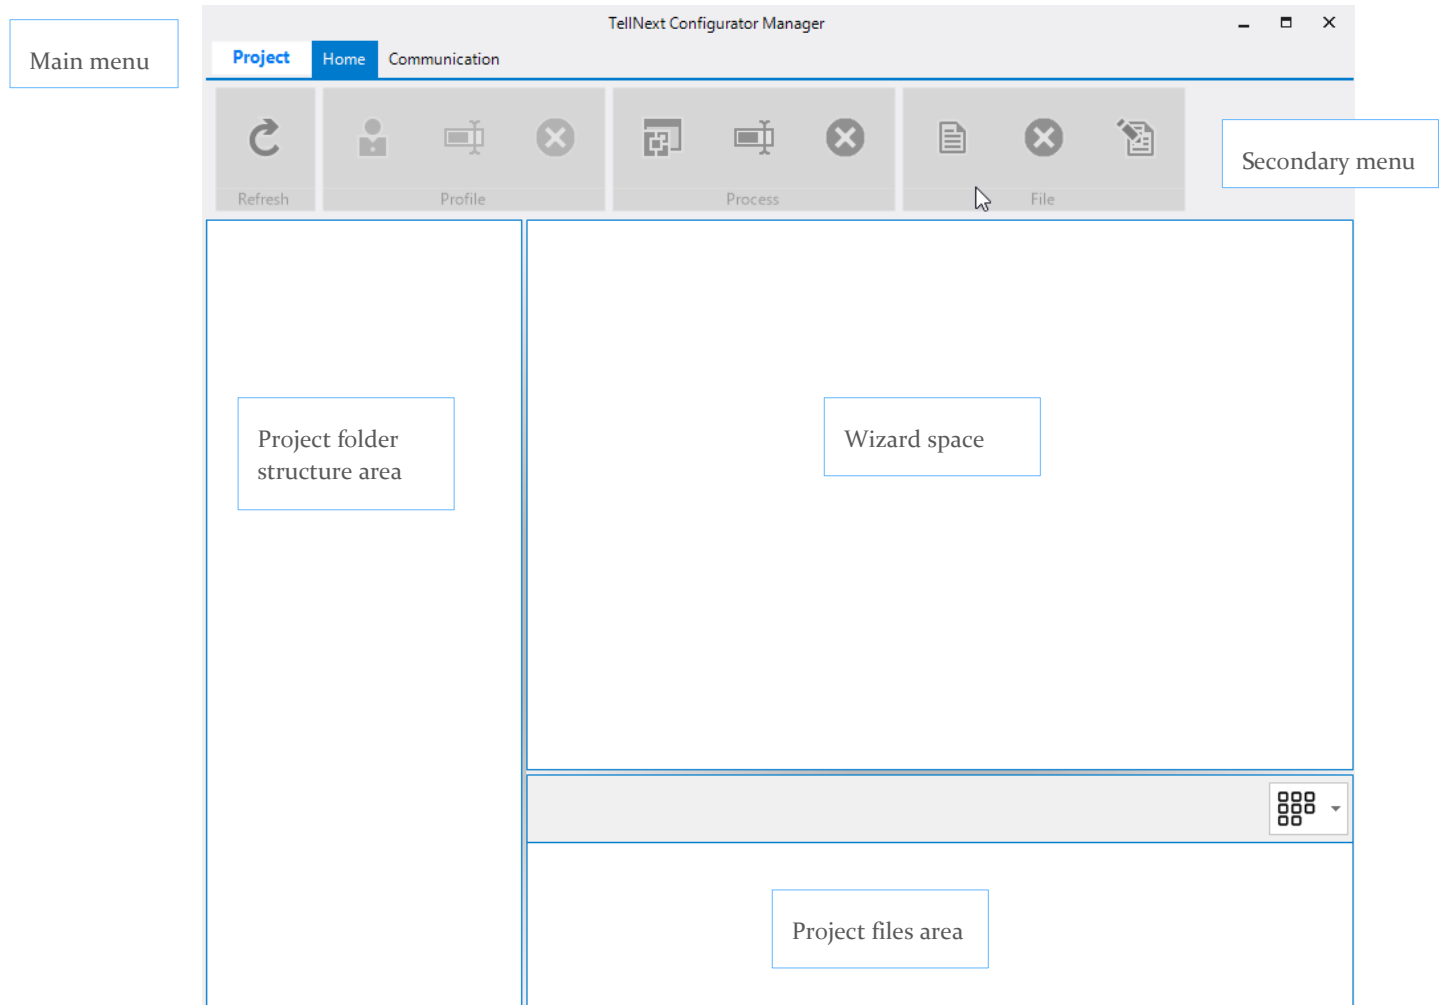 TellNext Configurator Manager
Main menu
Project Home Communication
Secondary menu
Refresh Profile Process File
Project folder
structure area
Wizard space
Project files area